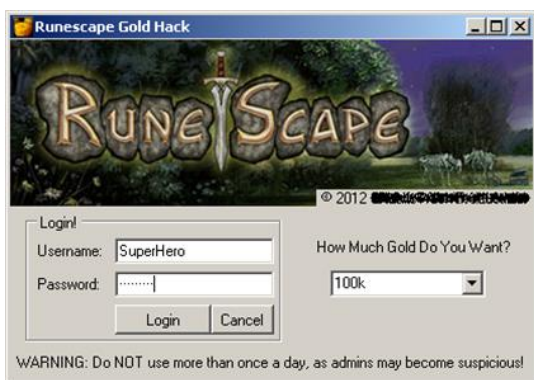 Runescape Gold Hack
RUNESCAPE
© 2012
Login!
Username: SuperHero
Password: ·········
Login Cancel
How Much Gold Do You Want?
100k
WARNING: Do NOT use more than once a day, as admins may become suspicious!